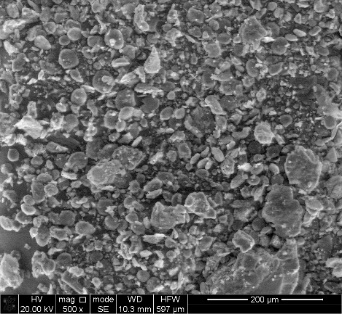 HV mag □ mode WD HFW 200 µm
20.00 kV 500 x SE 10.3 mm 597 µm